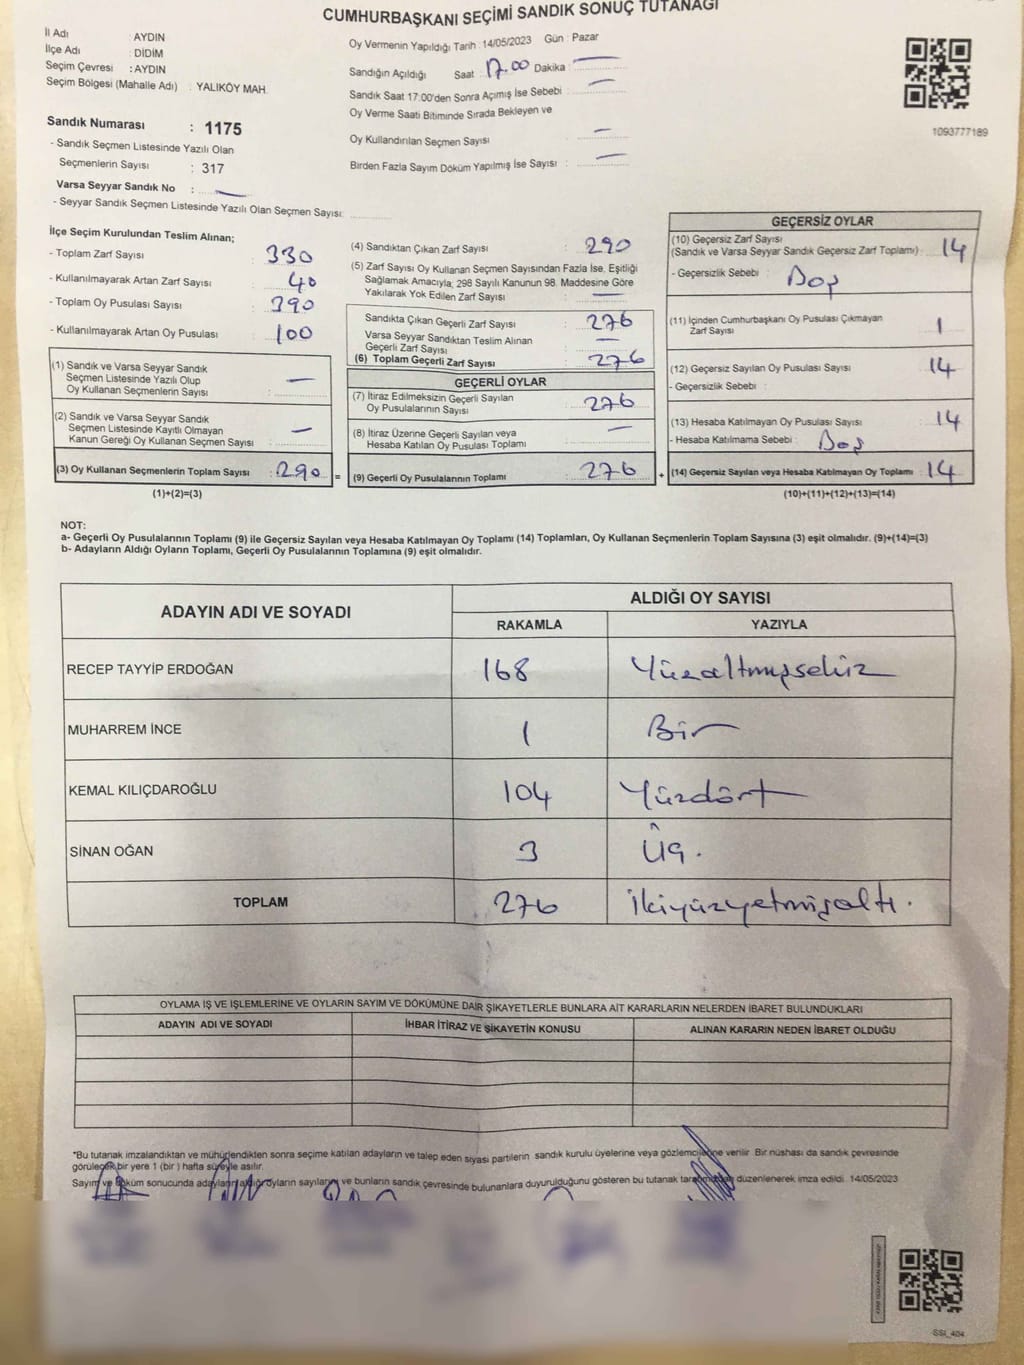 CUMHURBAŞKANI SEÇİMİ SANDIK SONUÇ TUTANAĞI
İl Adı : AYDIN
İlçe Adı : DİDİM
Seçim Çevresi : AYDIN
Seçim Bölgesi (Mahalle Adı) : YALIKÖY MAH.
Oy Vermenin Yapıldığı Tarih : 14/05/2023 Gün : Pazar
Sandığın Açıldığı Saat : 17.00 Dakika : —
Sandık Saat 17:00'den Sonra Açımış İse Sebebi : —
Oy Verme Saati Bitiminde Sırada Bekleyen ve
Oy Kullandırılan Seçmen Sayısı : —
Birden Fazla Sayım Döküm Yapılmış İse Sayısı : —
1093777189
Sandık Numarası : 1175
- Sandık Seçmen Listesinde Yazılı Olan
Seçmenlerin Sayısı : 317
Varsa Seyyar Sandık No : —
- Seyyar Sandık Seçmen Listesinde Yazılı Olan Seçmen Sayısı:
İlçe Seçim Kurulundan Teslim Alınan;
- Toplam Zarf Sayısı : 330
- Kullanılmayarak Artan Zarf Sayısı : 40
- Toplam Oy Pusulası Sayısı : 390
- Kullanılmayarak Artan Oy Pusulası : 100
(1) Sandık ve Varsa Seyyar Sandık
Seçmen Listesinde Yazılı Olup
Oy Kullanan Seçmenlerin Sayısı : —
(2) Sandık ve Varsa Seyyar Sandık
Seçmen Listesinde Kayıtlı Olmayan
Kanun Gereği Oy Kullanan Seçmen Sayısı : —
(3) Oy Kullanan Seçmenlerin Toplam Sayısı : 290 =
(1)+(2)=(3)
(4) Sandıktan Çıkan Zarf Sayısı : 290
(5) Zarf Sayısı Oy Kullanan Seçmen Sayısından Fazla İse, Eşitliği
Sağlamak Amacıyla, 298 Sayılı Kanunun 98. Maddesine Göre
Yakılarak Yok Edilen Zarf Sayısı : —
Sandıkta Çıkan Geçerli Zarf Sayısı : 276
Varsa Seyyar Sandıktan Teslim Alınan
Geçerli Zarf Sayısı : —
(6) Toplam Geçerli Zarf Sayısı : 276
GEÇERLİ OYLAR
(7) İtiraz Edilmeksizin Geçerli Sayılan
Oy Pusulalarının Sayısı : 276
(8) İtiraz Üzerine Geçerli Sayılan veya
Hesaba Katılan Oy Pusulası Toplamı : —
(9) Geçerli Oy Pusulalarının Toplamı : 276 +
GEÇERSİZ OYLAR
(10) Geçersiz Zarf Sayısı
(Sandık ve Varsa Seyyar Sandık Geçersiz Zarf Toplamı) : 14
- Geçersizlik Sebebi : Boş
(11) İçinden Cumhurbaşkanı Oy Pusulası Çıkmayan
Zarf Sayısı : 1
(12) Geçersiz Sayılan Oy Pusulası Sayısı : 14
- Geçersizlik Sebebi :
(13) Hesaba Katılmayan Oy Pusulası Sayısı : 14
- Hesaba Katılmama Sebebi : Boş
(14) Geçersiz Sayılan veya Hesaba Katılmayan Oy Toplamı : 14
(10)+(11)+(12)+(13)=(14)
NOT:
a- Geçerli Oy Pusulalarının Toplamı (9) ile Geçersiz Sayılan veya Hesaba Katılmayan Oy Toplamı (14) Toplamları, Oy Kullanan Seçmenlerin Toplam Sayısına (3) eşit olmalıdır. (9)+(14)=(3)
b- Adayların Aldığı Oyların Toplamı, Geçerli Oy Pusulalarının Toplamına (9) eşit olmalıdır.
ADAYIN ADI VE SOYADI
ALDIĞI OY SAYISI
RAKAMLA YAZIYLA
RECEP TAYYİP ERDOĞAN 168 Yüzaltmışsekiz
MUHARREM İNCE 1 Bir
KEMAL KILIÇDAROĞLU 104 Yüzdört
SİNAN OĞAN 3 Üç.
TOPLAM 276 İkiyüzyetmişaltı.
OYLAMA İŞ VE İŞLEMLERİNE VE OYLARIN SAYIM VE DÖKÜMÜNE DAİR ŞİKAYETLERLE BUNLARA AİT KARARLARIN NELERDEN İBARET BULUNDUKLARI
ADAYIN ADI VE SOYADI İHBAR İTİRAZ VE ŞİKAYETİN KONUSU ALINAN KARARIN NEDEN İBARET OLDUĞU
*Bu tutanak imzalandıktan ve mühürlendikten sonra seçime katılan adayların ve talep eden siyasi partilerin sandık kurulu üyelerine veya gözlemcilerine verilir. Bir nüshası da sandık çevresinde
görülecek bir yere 1 (bir) hafta süreyle asılır.
Sayım ve döküm sonucunda adayların aldığı oyların sayıların ve bunların sandık çevresinde bulunanlara duyurulduğunu gösteren bu tutanak tarafımızdan düzenlenerek imza edildi. 14/05/2023
SSI_404